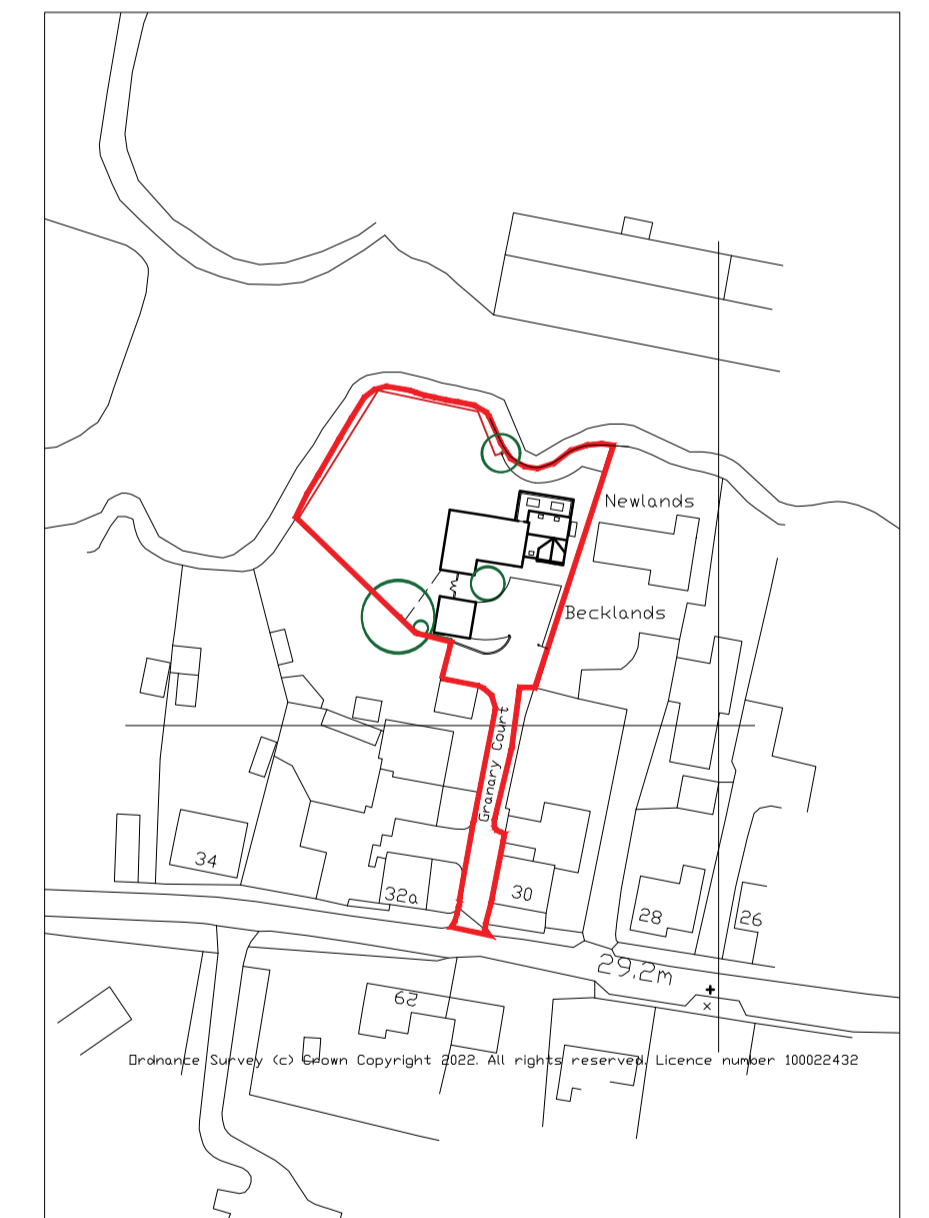 Newlands
Becklands
Granary Court
34
32a
30
28
26
29.2m
62
Ordnance Survey (c) Crown Copyright 2022. All rights reserved. Licence number 100022432